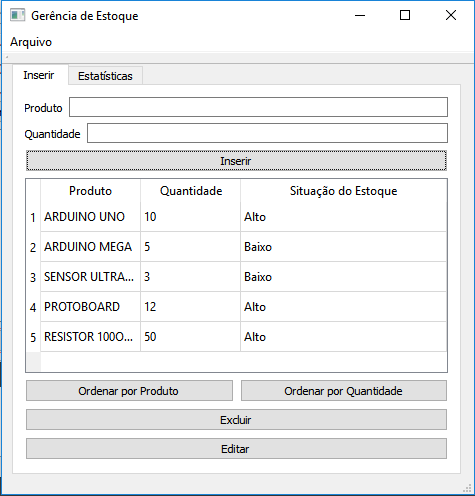 Gerência de Estoque
Arquivo
Inserir Estatísticas
Produto
Quantidade
Inserir
Produto Quantidade Situação do Estoque
1 ARDUINO UNO 10 Alto
2 ARDUINO MEGA 5 Baixo
3 SENSOR ULTRA... 3 Baixo
4 PROTOBOARD 12 Alto
5 RESISTOR 100O... 50 Alto
Ordenar por Produto Ordenar por Quantidade
Excluir
Editar